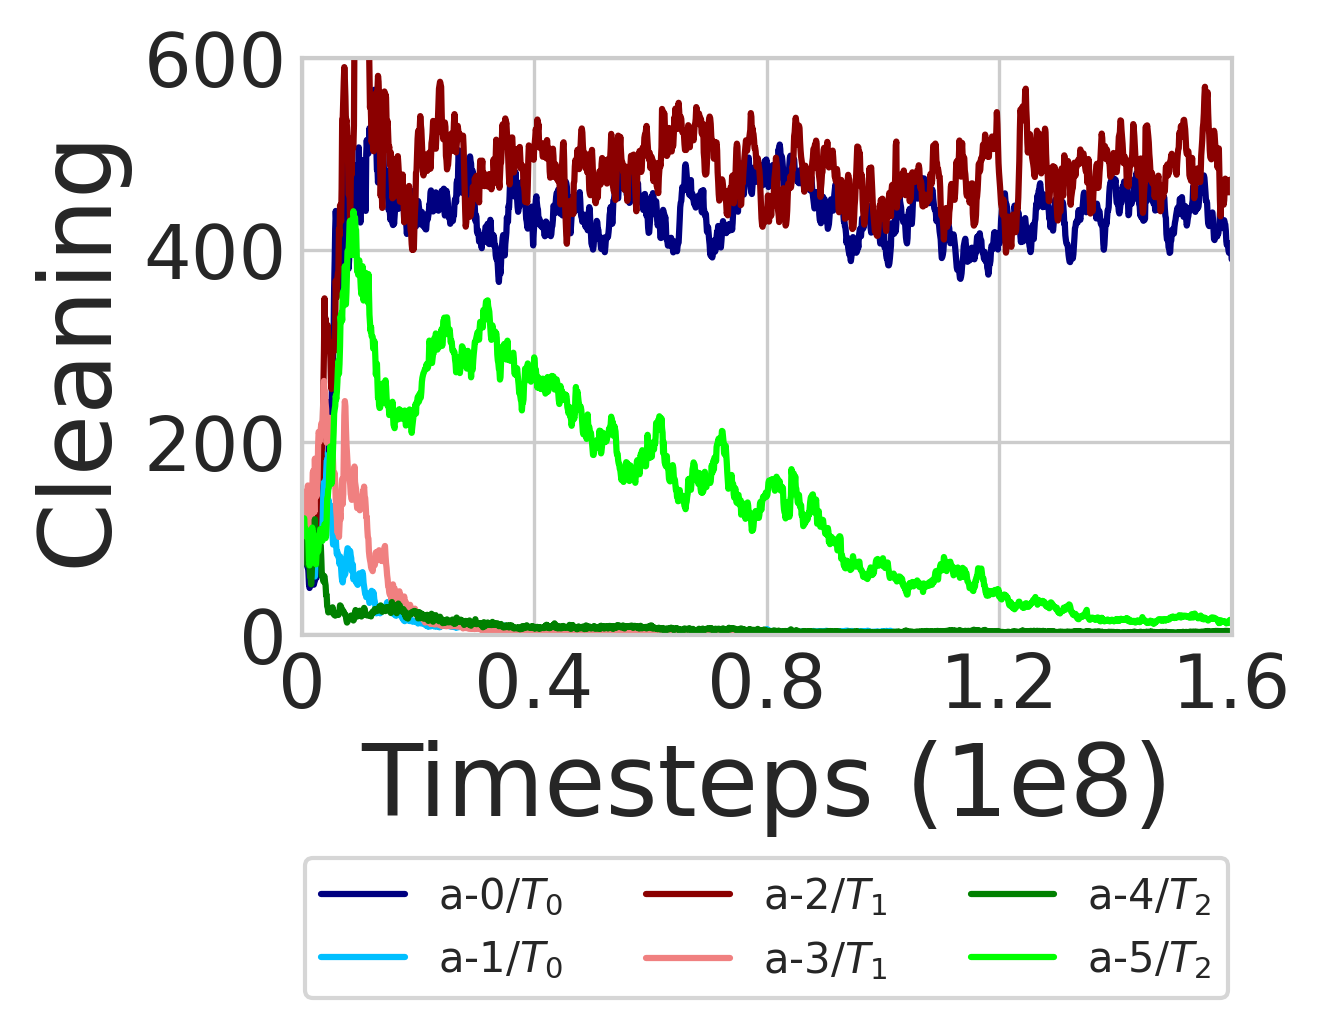 600
400
200
0
Cleaning
0 0.4 0.8 1.2 1.6
Timesteps (1e8)
a-0/T₀ a-2/T₁ a-4/T₂
a-1/T₀ a-3/T₁ a-5/T₂